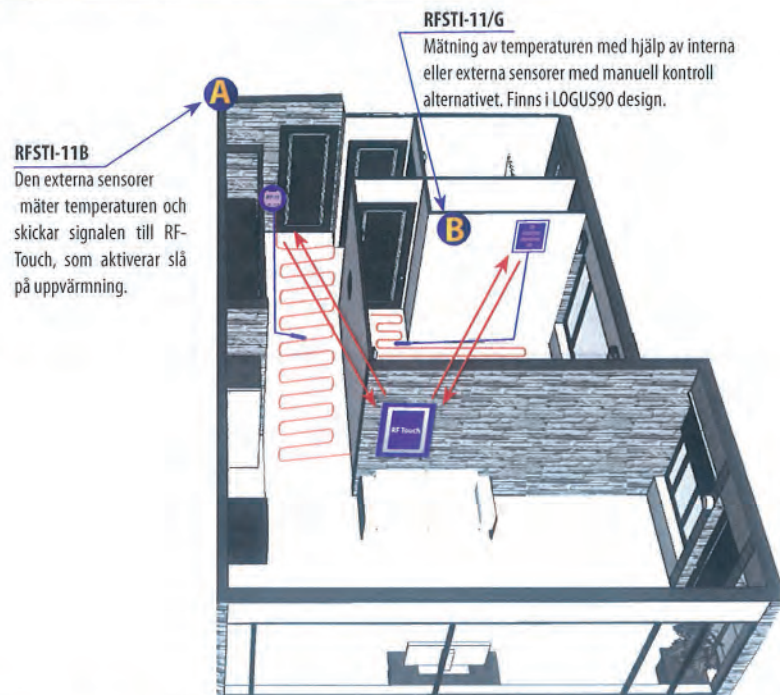 RFSTI-11/G
Mätning av temperaturen med hjälp av interna
eller externa sensorer med manuell kontroll
alternativet. Finns i LOGUS90 design.
A
RFSTI-11B
Den externa sensorer
mäter temperaturen och
skickar signalen till RF-
Touch, som aktiverar slå
på uppvärmning.
B
RF Touch